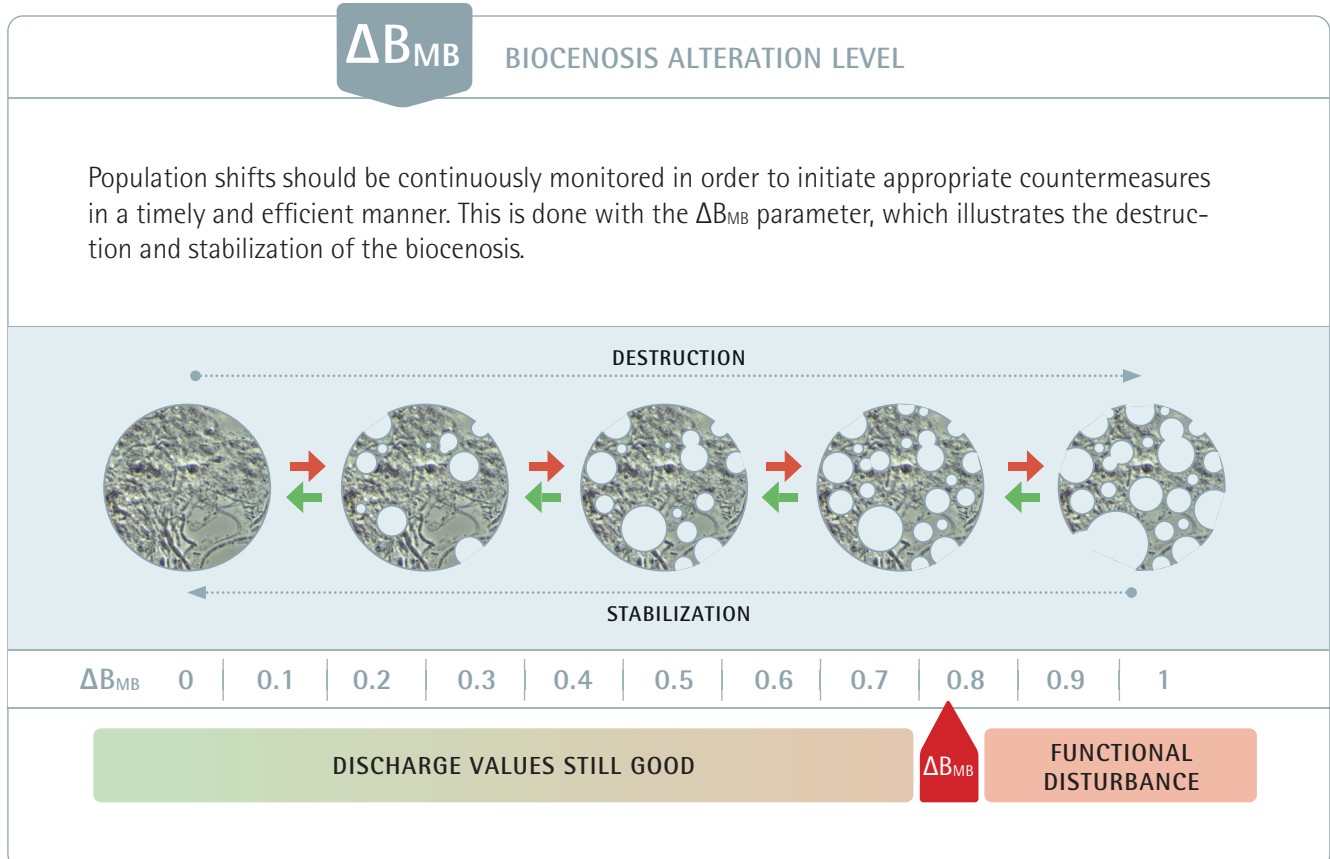 ΔBMB
BIOCENOSIS ALTERATION LEVEL
Population shifts should be continuously monitored in order to initiate appropriate countermeasures
in a timely and efficient manner. This is done with the ΔBMB parameter, which illustrates the destruc-
tion and stabilization of the biocenosis.
DESTRUCTION
STABILIZATION
ΔBMB 0 0.1 0.2 0.3 0.4 0.5 0.6 0.7 0.8 0.9 1
DISCHARGE VALUES STILL GOOD
ΔBMB
FUNCTIONAL
DISTURBANCE